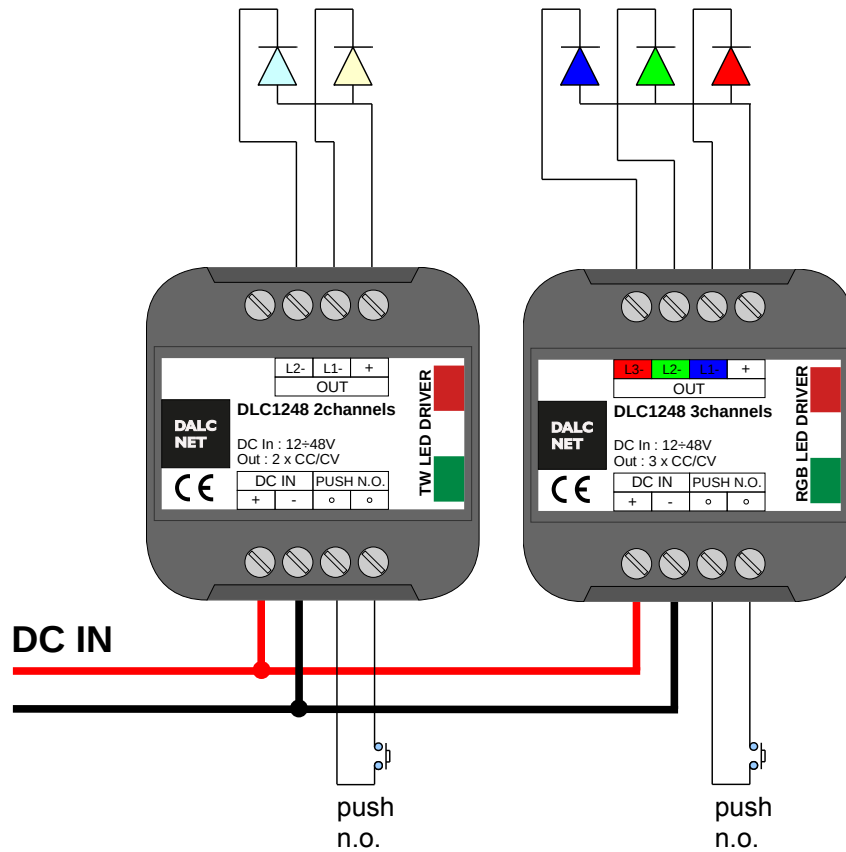 L2- L1- +
OUT
DLC1248 2channels
DALC
NET
DC In : 12÷48V
Out : 2 x CC/CV
CE
DC IN PUSH N.O.
+ -
TW LED DRIVER
L3- L2- L1- +
OUT
DLC1248 3channels
DALC
NET
DC In : 12÷48V
Out : 3 x CC/CV
CE
DC IN PUSH N.O.
+ -
RGB LED DRIVER
DC IN
push
n.o.
push
n.o.